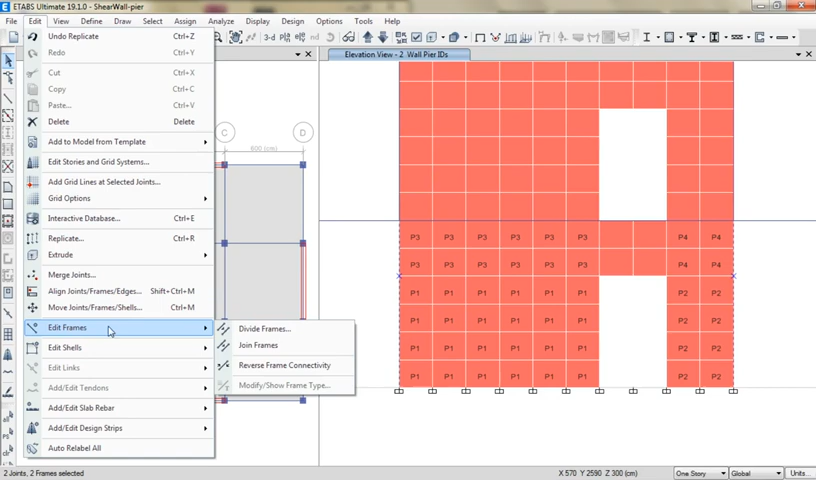 ETABS Ultimate 19.1.0 - ShearWall-pier
File Edit View Define Draw Select Assign Analyze Display Design Options Tools Help
Undo Replicate Ctrl+Z
Redo Ctrl+Y
Cut Ctrl+X
Copy Ctrl+C
Paste... Ctrl+V
Delete Delete
Add to Model from Template
Edit Stories and Grid Systems...
Add Grid Lines at Selected Joints...
Grid Options
Interactive Database... Ctrl+E
Replicate... Ctrl+R
Extrude
Merge Joints...
Align Joints/Frames/Edges... Shift+Ctrl+M
Move Joints/Frames/Shells... Ctrl+M
Edit Frames
Edit Shells
Edit Links
Add/Edit Tendons
Add/Edit Slab Rebar
Add/Edit Design Strips
Auto Relabel All
Divide Frames...
Join Frames
Reverse Frame Connectivity
Modify/Show Frame Type...
3-d
Elevation View - 2 Wall Pier IDs
C D
600 (cm)
P3 P3 P3 P3 P3 P3 P4 P4
P3 P3 P3 P3 P3 P3 P4 P4
P1 P1 P1 P1 P1 P1 P2 P2
P1 P1 P1 P1 P1 P1 P2 P2
P1 P1 P1 P1 P1 P1 P2 P2
P1 P1 P1 P1 P1 P1 P2 P2
2 Joints, 2 Frames selected
X 570 Y 2590 Z 300 (cm)
One Story
Global
Units...